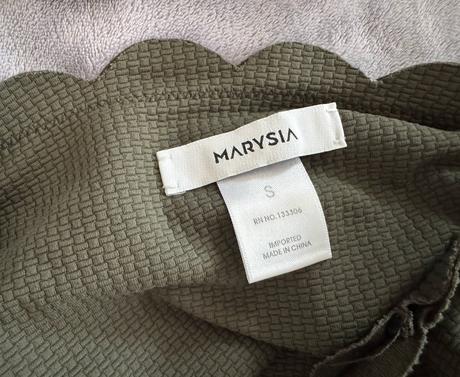 MARYSIA
S
RN NO. 133306
IMPORTED
MADE IN CHINA